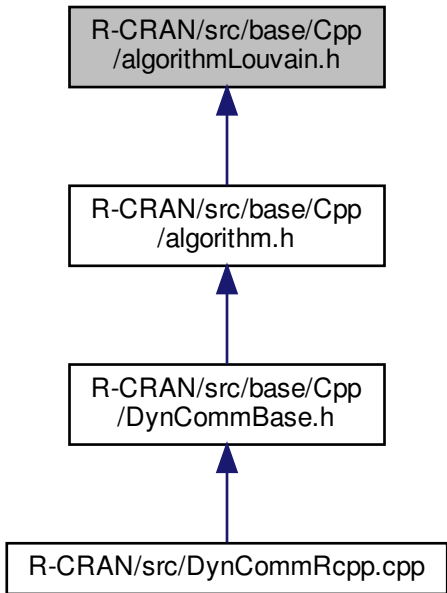 R-CRAN/src/base/Cpp
/algorithmLouvain.h
R-CRAN/src/base/Cpp
/algorithm.h
R-CRAN/src/base/Cpp
/DynCommBase.h
R-CRAN/src/DynCommRcpp.cpp